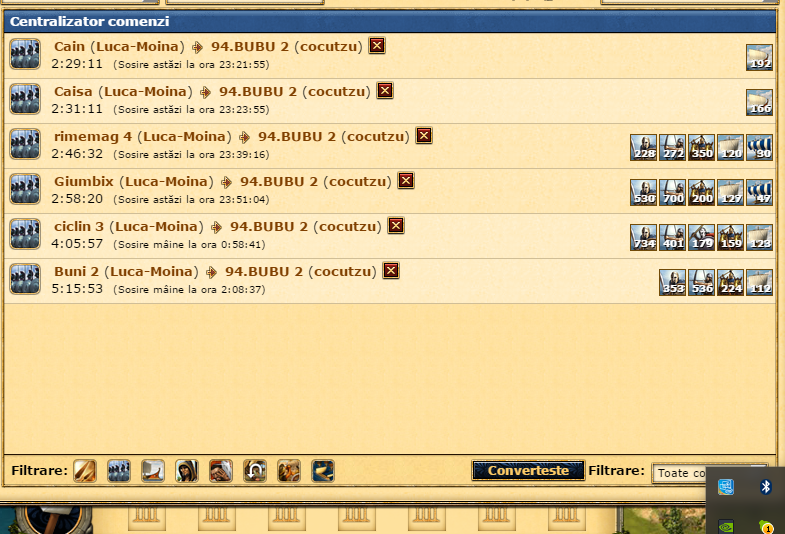 Centralizator comenzi
Cain (Luca-Moina) 94.BUBU 2 (cocutzu)
2:29:11 (Sosire astăzi la ora 23:21:55)
192
Caisa (Luca-Moina) 94.BUBU 2 (cocutzu)
2:31:11 (Sosire astăzi la ora 23:23:55)
166
rimemag 4 (Luca-Moina) 94.BUBU 2 (cocutzu)
2:46:32 (Sosire astăzi la ora 23:39:16)
228 272 350 120 90
Giumbix (Luca-Moina) 94.BUBU 2 (cocutzu)
2:58:20 (Sosire astăzi la ora 23:51:04)
530 700 200 127 47
ciclin 3 (Luca-Moina) 94.BUBU 2 (cocutzu)
4:05:57 (Sosire mâine la ora 0:58:41)
734 401 179 159 123
Buni 2 (Luca-Moina) 94.BUBU 2 (cocutzu)
5:15:53 (Sosire mâine la ora 2:08:37)
353 536 224 112
Filtrare: Converteste Filtrare: Toate co
1